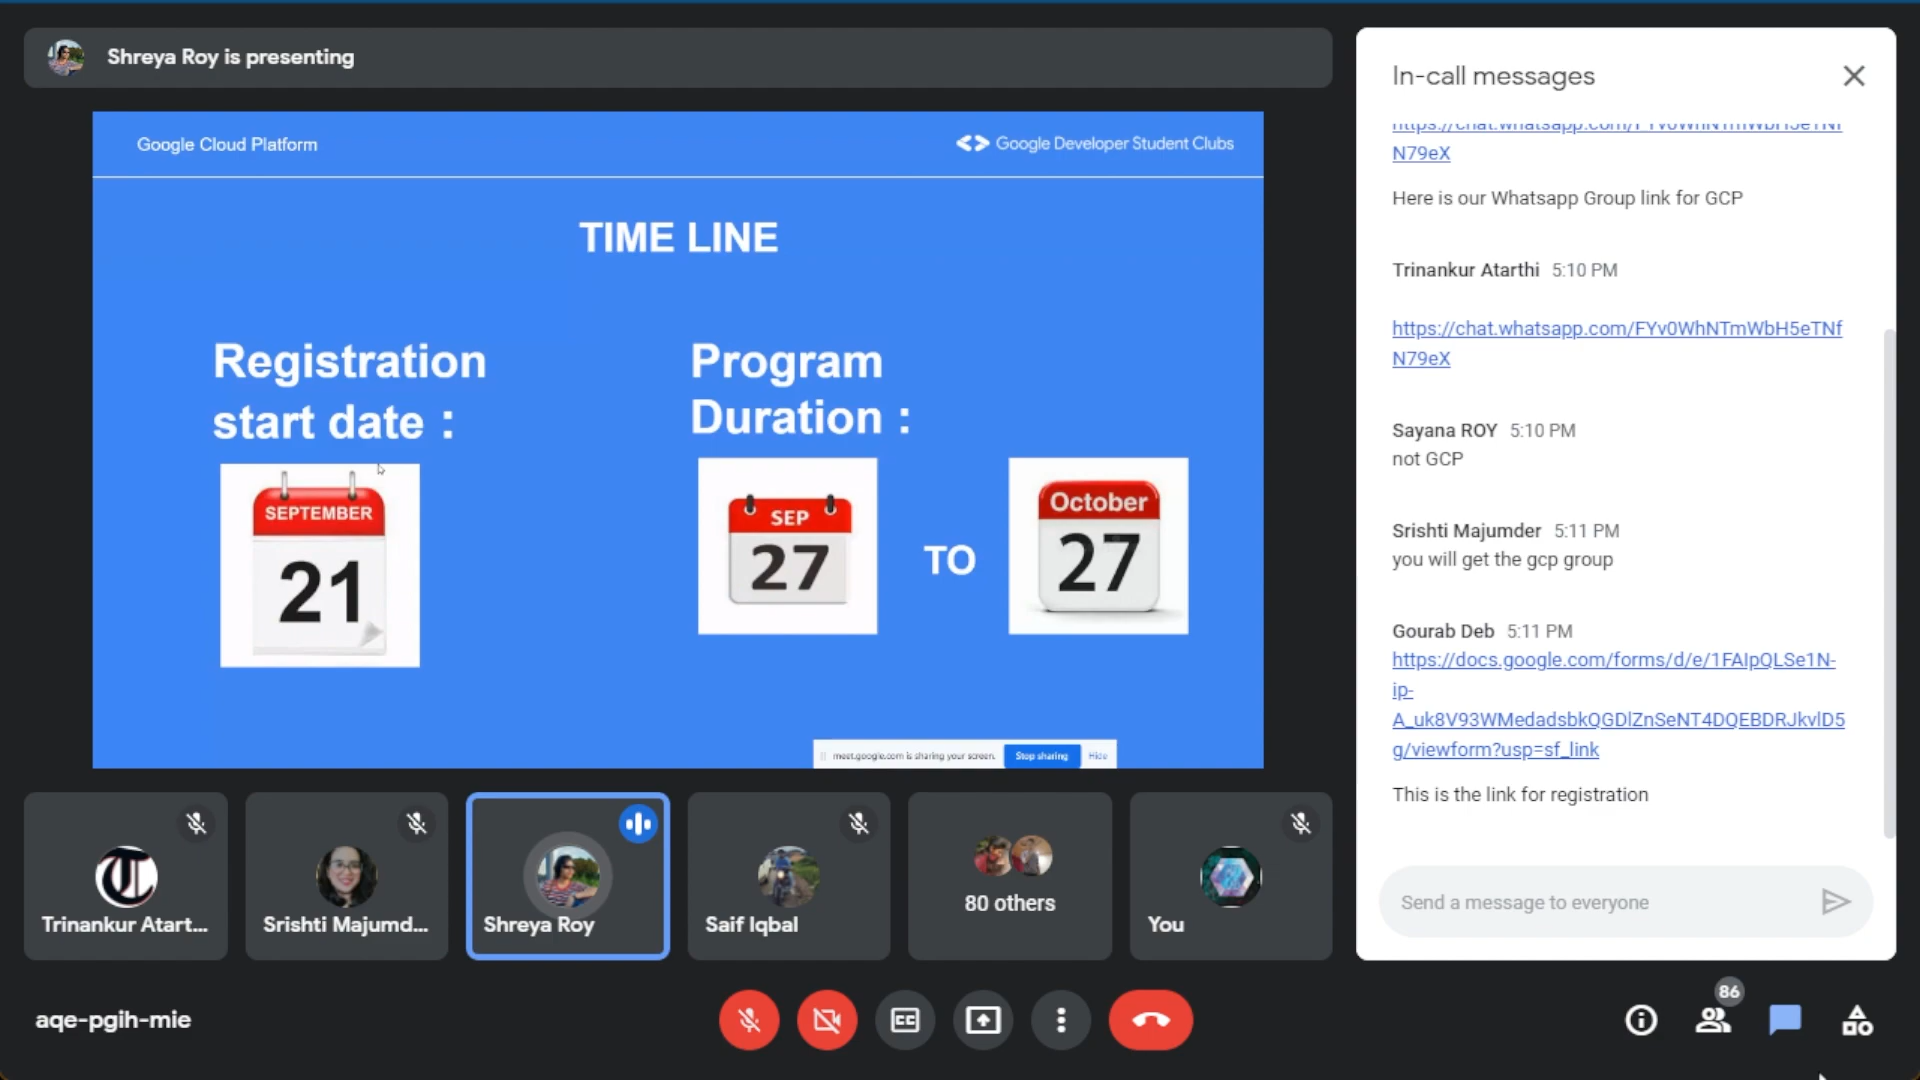 Shreya Roy is presenting
Google Cloud Platform
Google Developer Student Clubs
TIME LINE
Registration
start date :
SEPTEMBER
21
Program
Duration :
SEP
27
TO
October
27
meet.google.com is sharing your screen.
Stop sharing
Hide
Trinankur Atart...
Srishti Majumd...
Shreya Roy
Saif Iqbal
80 others
You
aqe-pgih-mie
86
In-call messages
N79eX
Here is our Whatsapp Group link for GCP
Trinankur Atarthi 5:10 PM
https://chat.whatsapp.com/FYv0WhNTmWbH5eTNf
N79eX
Sayana ROY 5:10 PM
not GCP
Srishti Majumder 5:11 PM
you will get the gcp group
Gourab Deb 5:11 PM
https://docs.google.com/forms/d/e/1FAIpQLSe1N-
ip-
A_uk8V93WMedadsbkQGDlZnSeNT4DQEBDRJkvlD5
g/viewform?usp=sf_link
This is the link for registration
Send a message to everyone